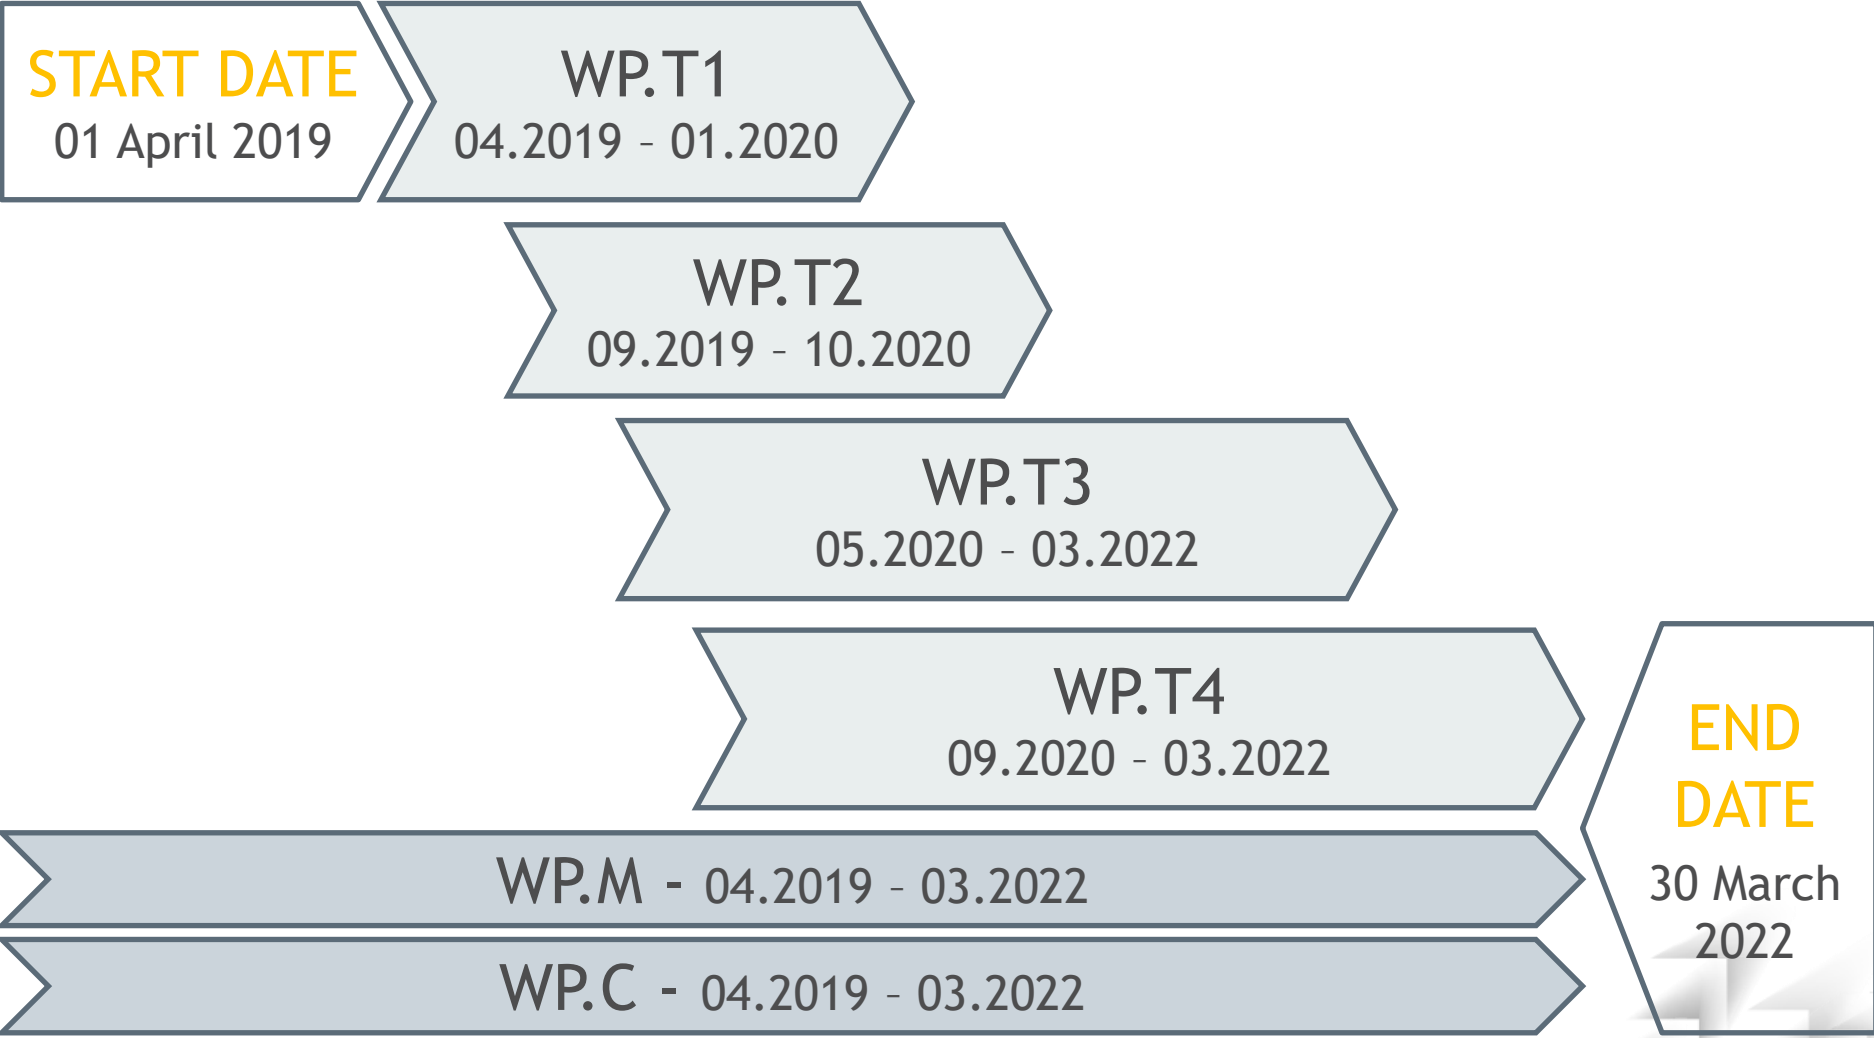 START DATE
01 April 2019
WP.T1
04.2019 – 01.2020
WP.T2
09.2019 – 10.2020
WP.T3
05.2020 – 03.2022
WP.T4
09.2020 – 03.2022
WP.M - 04.2019 – 03.2022
WP.C - 04.2019 – 03.2022
END
DATE
30 March
2022